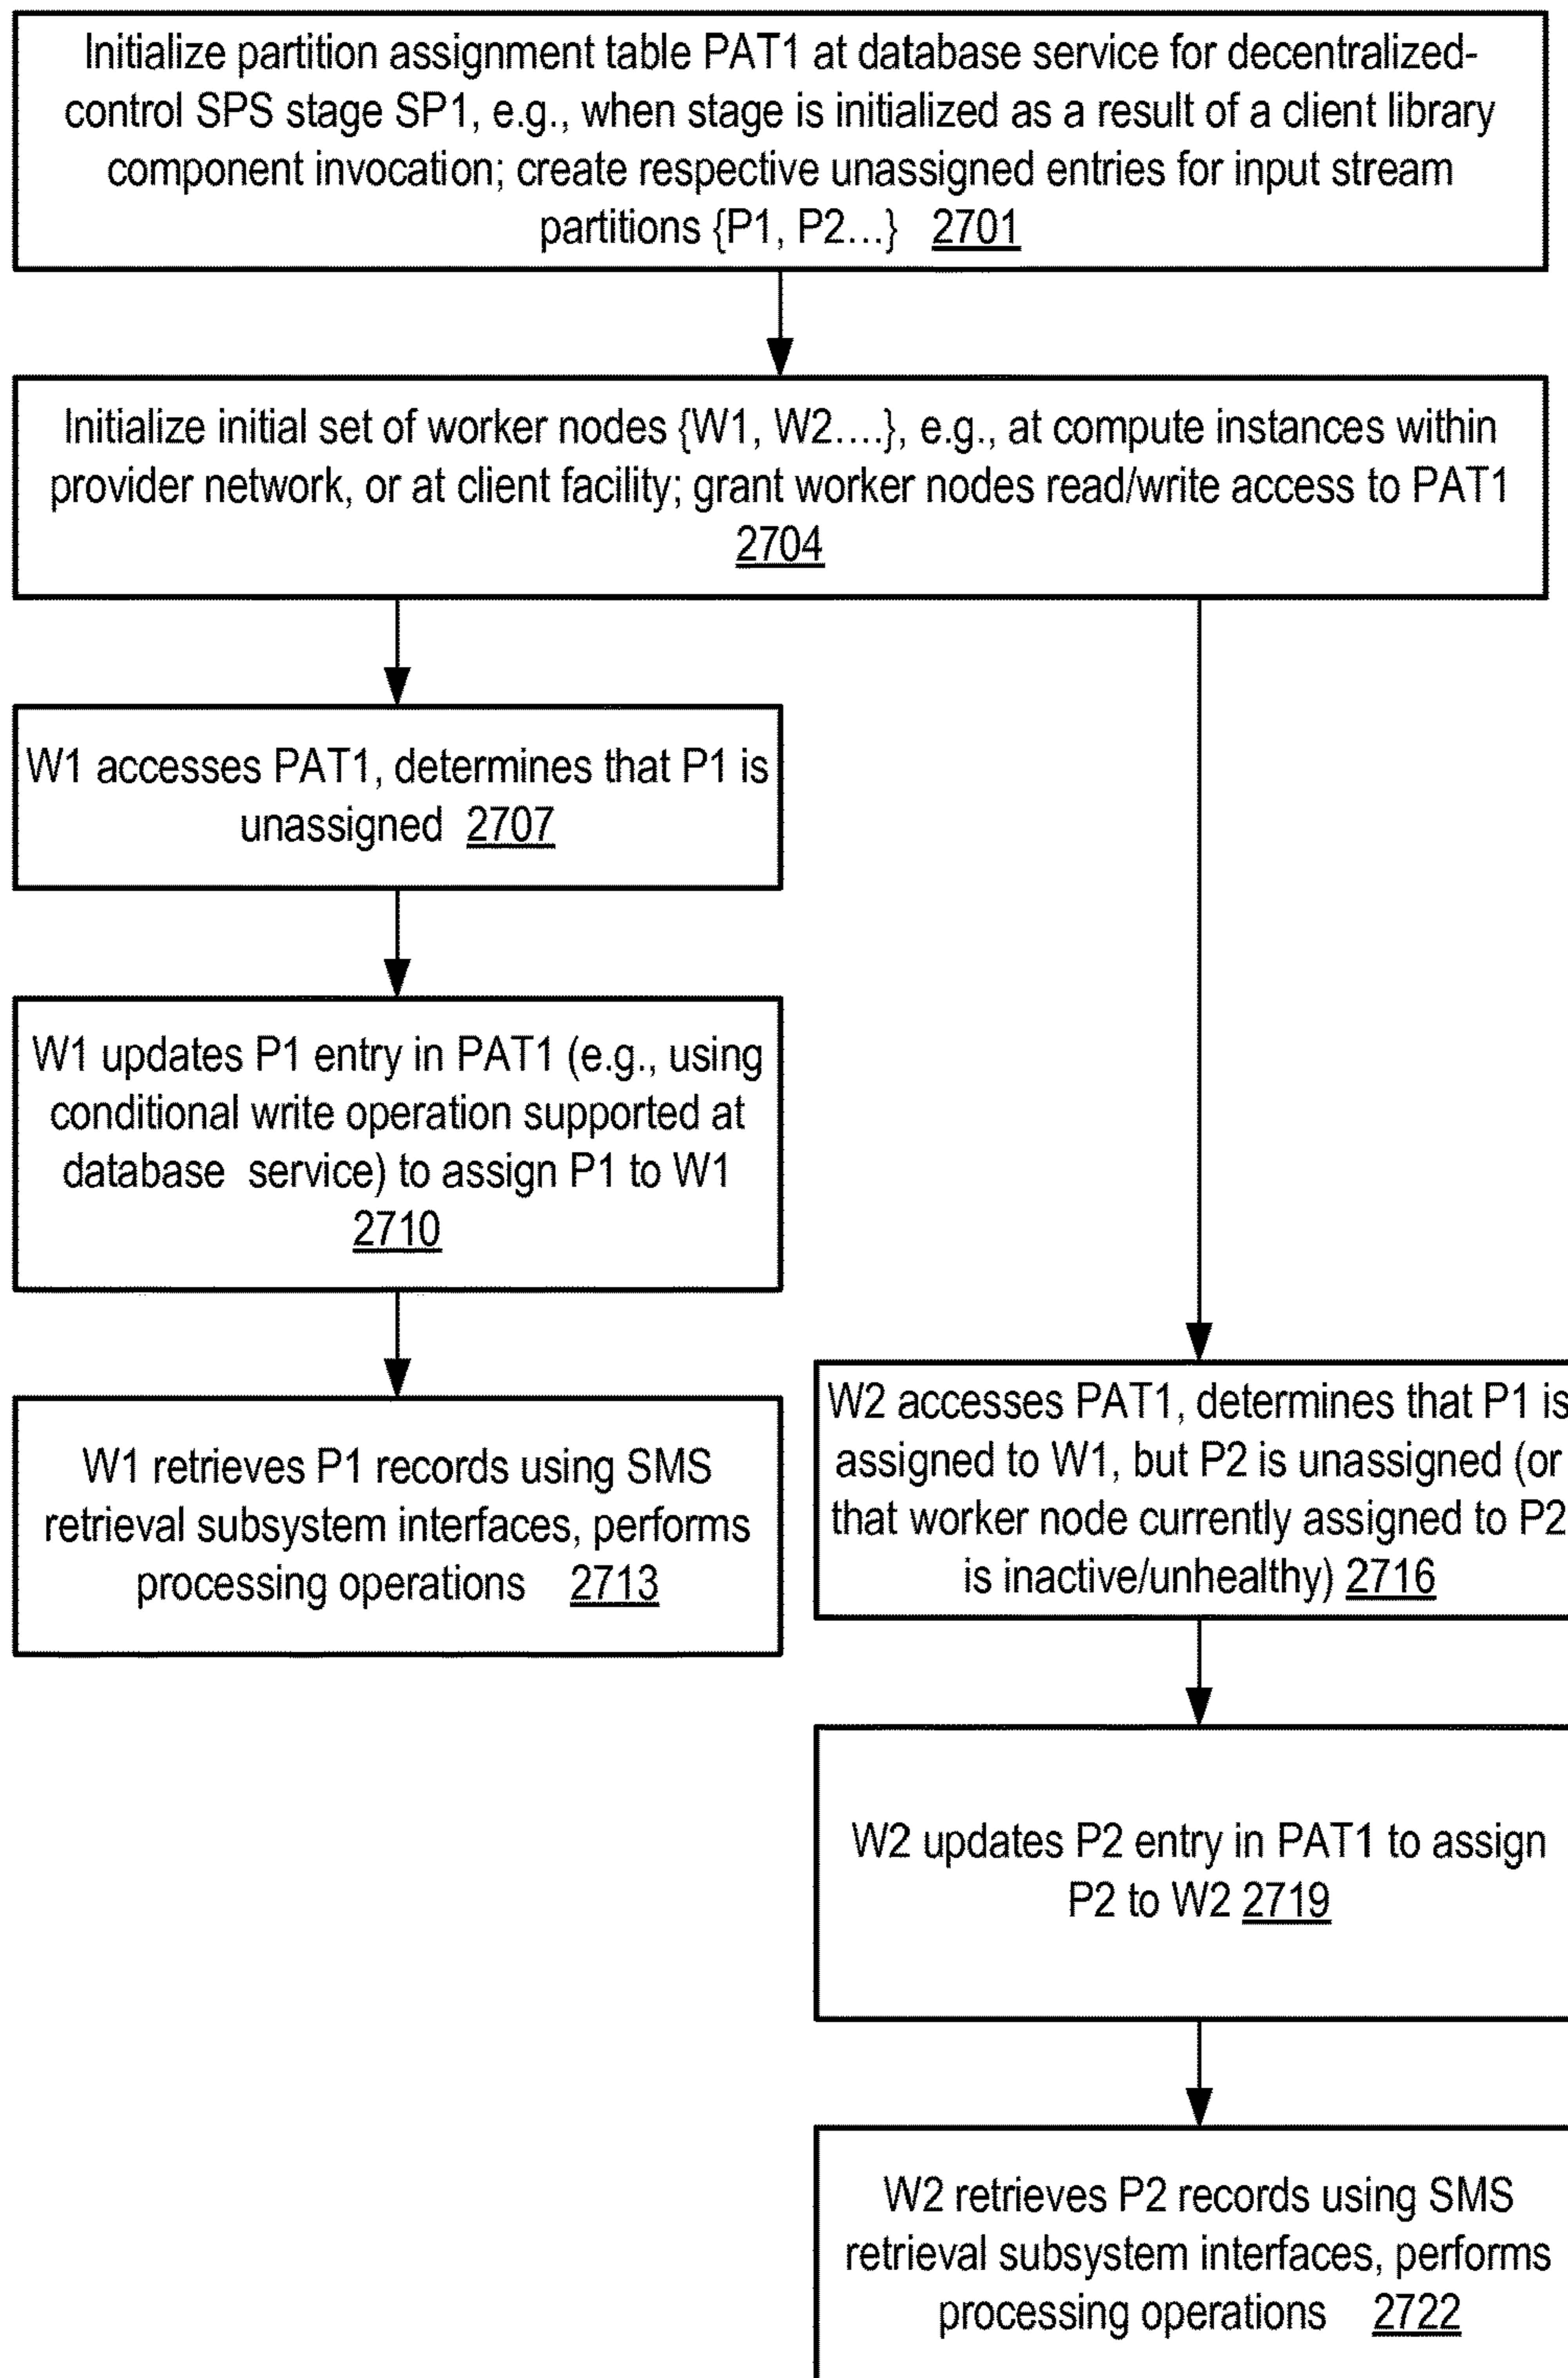 Initialize partition assignment table PAT1 at database service for decentralized-
control SPS stage SP1, e.g., when stage is initialized as a result of a client library
component invocation; create respective unassigned entries for input stream
partitions {P1, P2…} 2701
Initialize initial set of worker nodes {W1, W2….}, e.g., at compute instances within
provider network, or at client facility; grant worker nodes read/write access to PAT1
2704
W1 accesses PAT1, determines that P1 is
unassigned 2707
W1 updates P1 entry in PAT1 (e.g., using
conditional write operation supported at
database service) to assign P1 to W1
2710
W1 retrieves P1 records using SMS
retrieval subsystem interfaces, performs
processing operations 2713
W2 accesses PAT1, determines that P1 is
assigned to W1, but P2 is unassigned (or
that worker node currently assigned to P2
is inactive/unhealthy) 2716
W2 updates P2 entry in PAT1 to assign
P2 to W2 2719
W2 retrieves P2 records using SMS
retrieval subsystem interfaces, performs
processing operations 2722